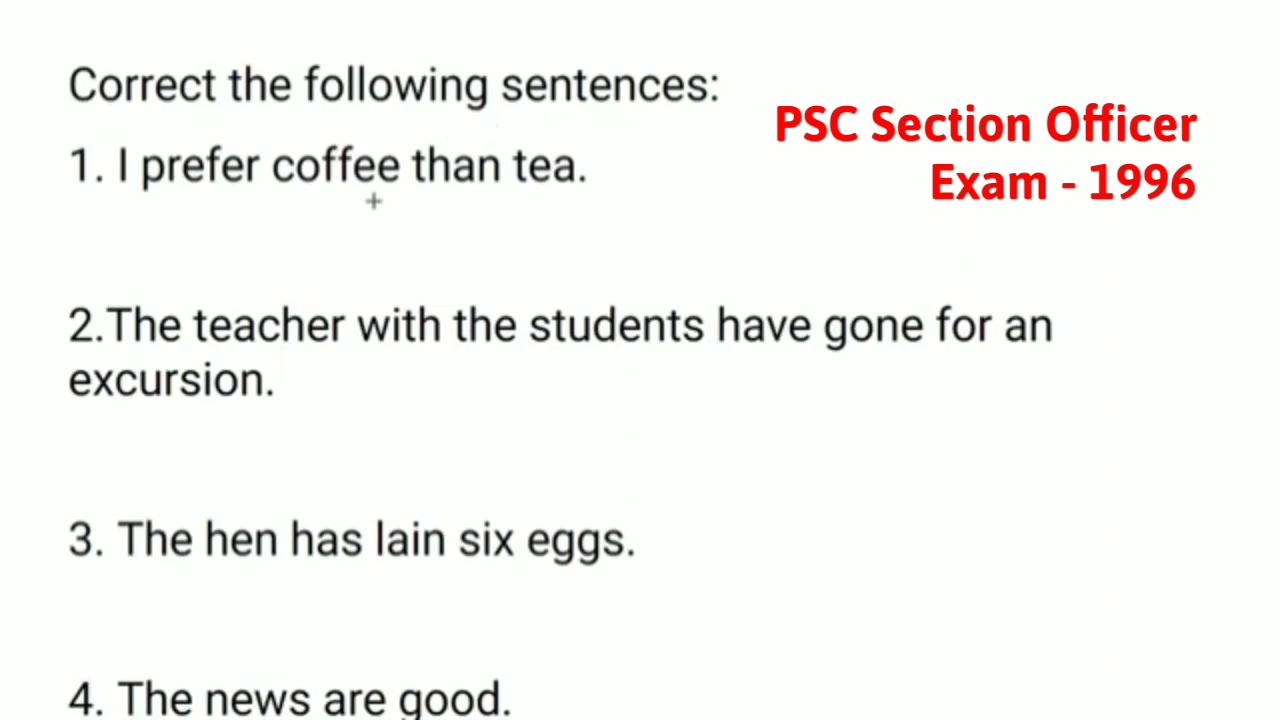 Correct the following sentences:
PSC Section Officer
Exam - 1996
1. I prefer coffee than tea.
2.The teacher with the students have gone for an
excursion.
3. The hen has lain six eggs.
4. The news are good.